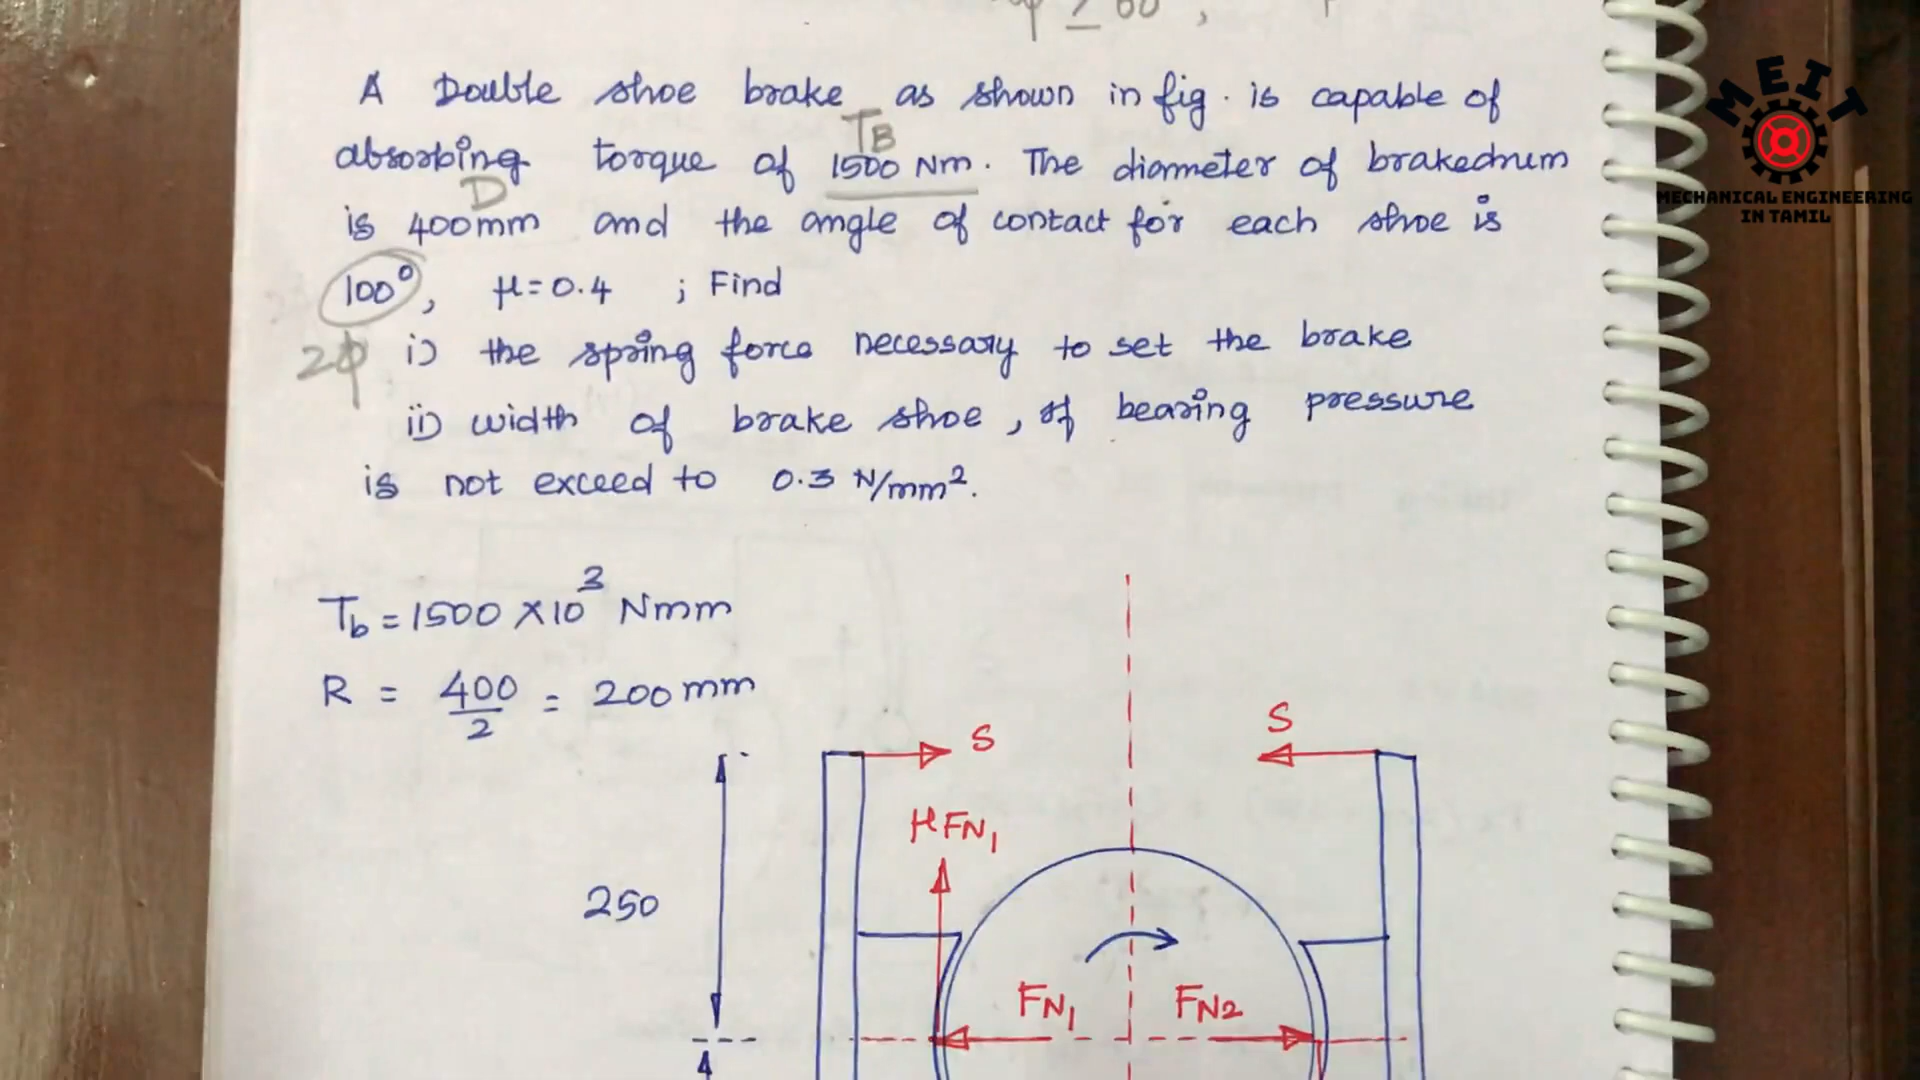 ≥ 60°,
A Double shoe brake as shown in fig. is capable of
TB
absorbing torque of 1500 Nm. The diameter of brakedrum
D
is 400mm and the angle of contact for each shoe is
100°, μ=0.4 ; Find
2φ i) the spring force necessary to set the brake
ii) width of brake shoe, if bearing pressure
is not exceed to 0.3 N/mm².
Tb = 1500 × 10³ Nmm
R = 400/2 = 200mm
S S
μFN1
250
FN1 FN2
MEIT
MECHANICAL ENGINEERING
IN TAMIL